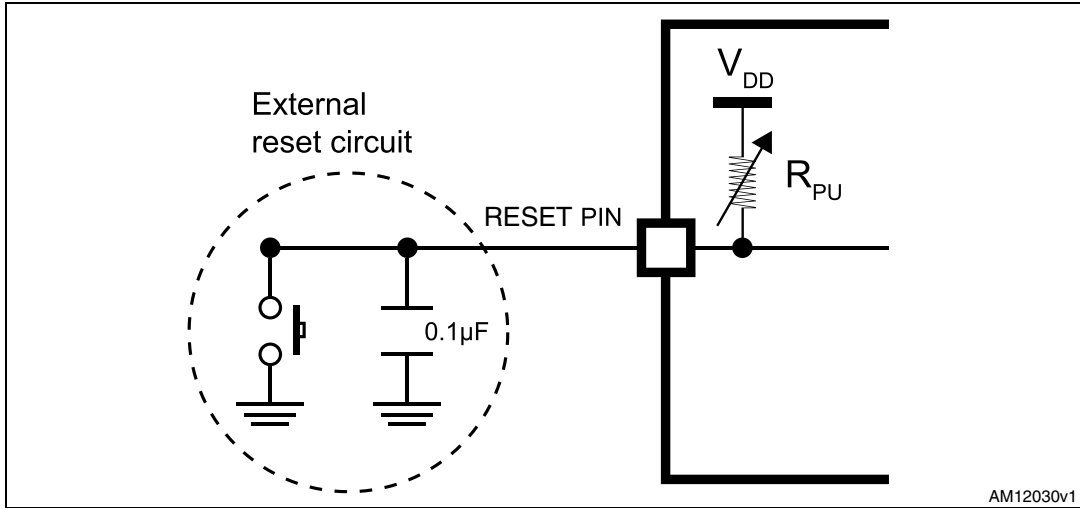 External
reset circuit
RESET PIN
0.1µF
V DD
R PU
AM12030v1